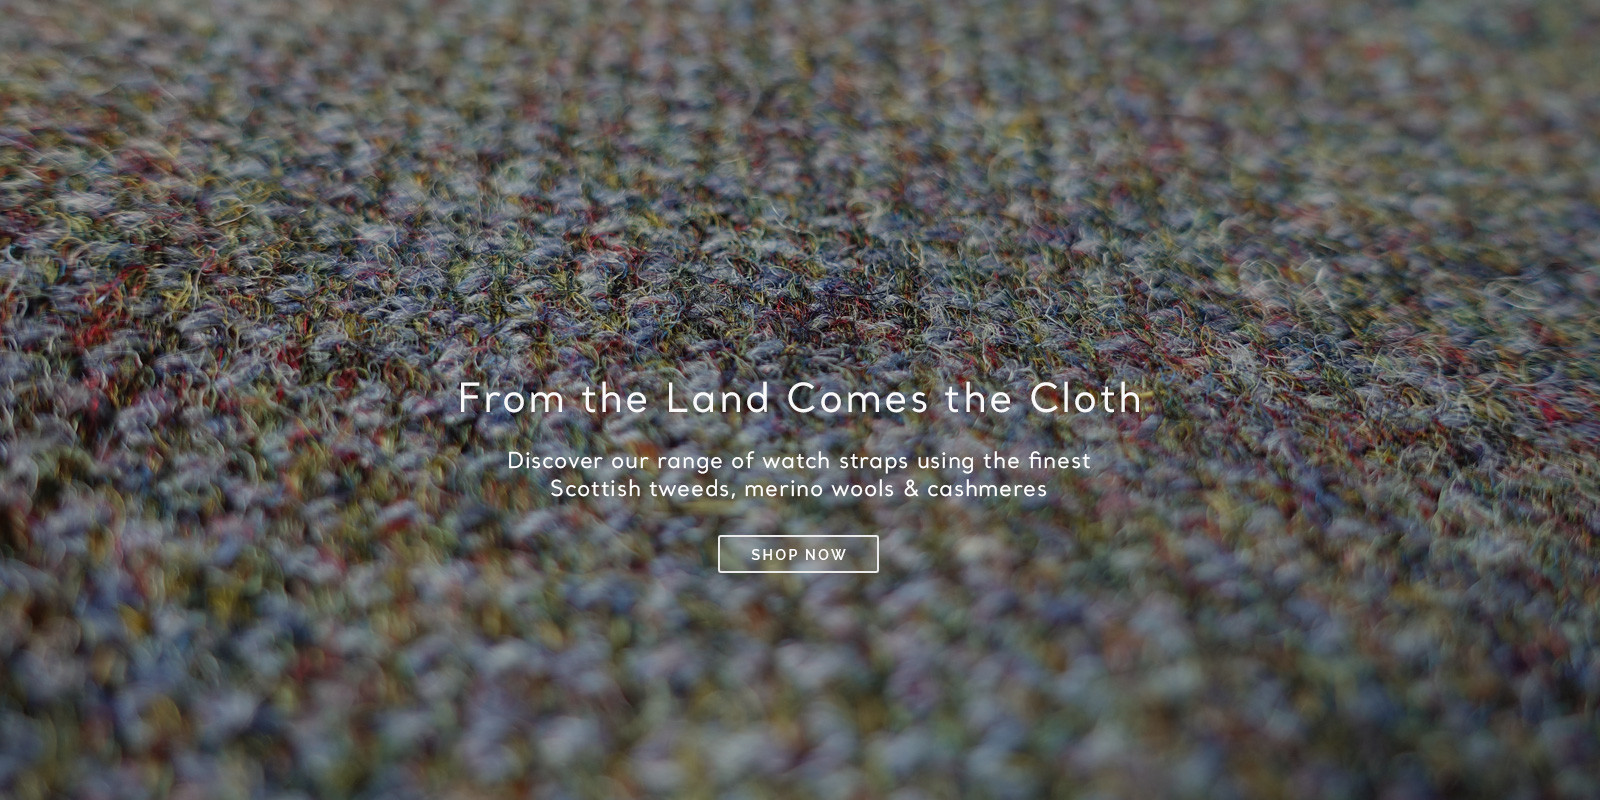 From the Land Comes the Cloth
Discover our range of watch straps using the finest
Scottish tweeds, merino wools & cashmeres
SHOP NOW